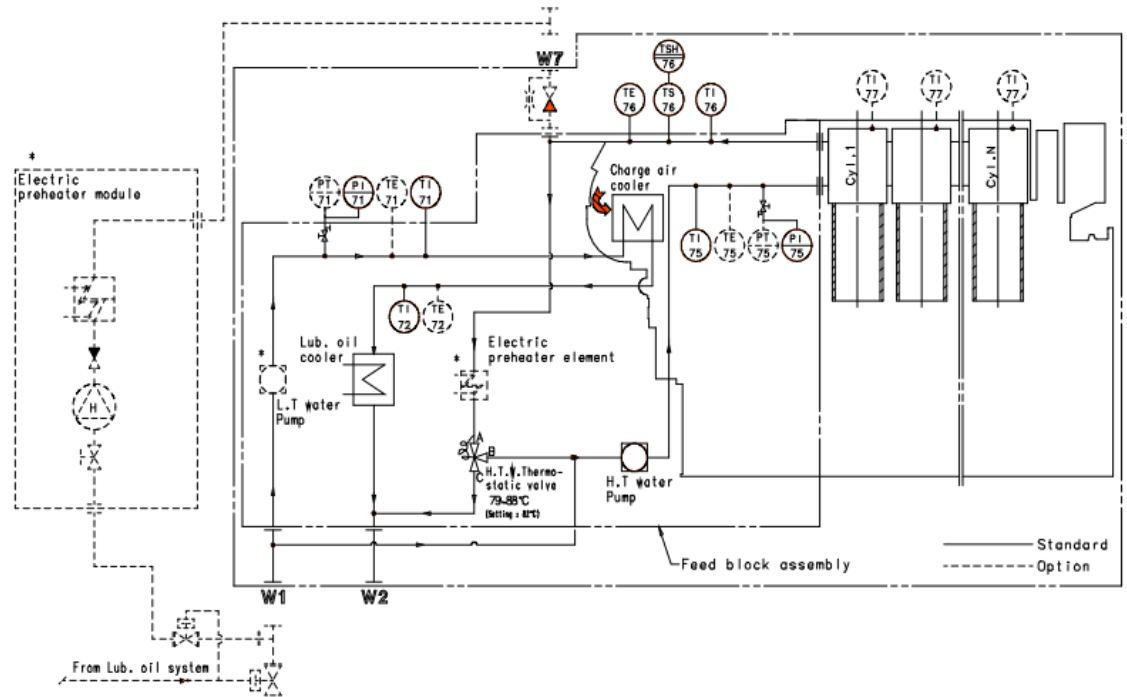 W7
TSH
76
TE
76
TS
76
TI
76
TI
77
TI
77
TI
77
*
Electric
preheater module
PT
71
PI
71
TE
71
TI
71
Charge air
cooler
Cyl.1
Cyl.N
TI
75
TE
75
PT
75
PI
75
TI
72
TE
72
Lub. oil
cooler
*
Electric
preheater element
*
L.T water
Pump
H
A
B
C
H.T.W.Thermo-
static valve
79~88°C
(Setting : 82°C)
H.T water
Pump
Feed block assembly
Standard
Option
W1
W2
*
From Lub. oil system